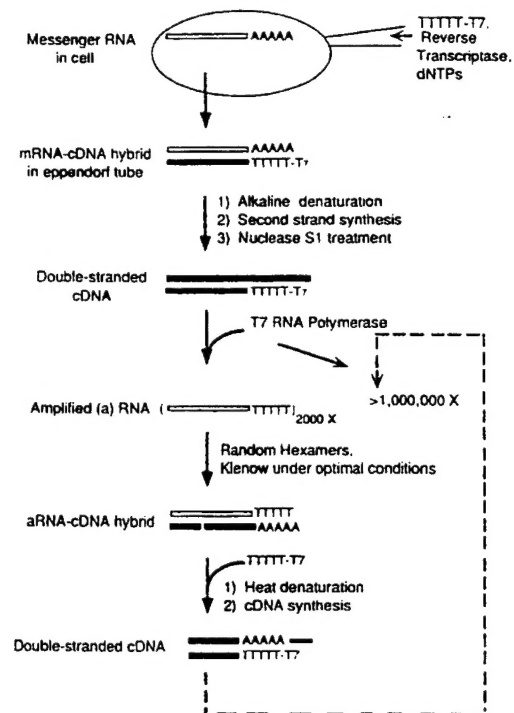 Messenger RNA
in cell
AAAAA
TTTTT-T7,
Reverse
Transcriptase,
dNTPs
mRNA-cDNA hybrid
in eppendorf tube
AAAAA
TTTTT-T7
1) Alkaline denaturation
2) Second strand synthesis
3) Nuclease S1 treatment
Double-stranded
cDNA
TTTTT-T7
T7 RNA Polymerase
>1,000,000 X
Amplified (a) RNA ( TTTTT)2000 X
Random Hexamers,
Klenow under optimal conditions
aRNA-cDNA hybrid
TTTTT
AAAAA
TTTTT-T7
1) Heat denaturation
2) cDNA synthesis
Double-stranded cDNA
AAAAA
TTTTT-T7